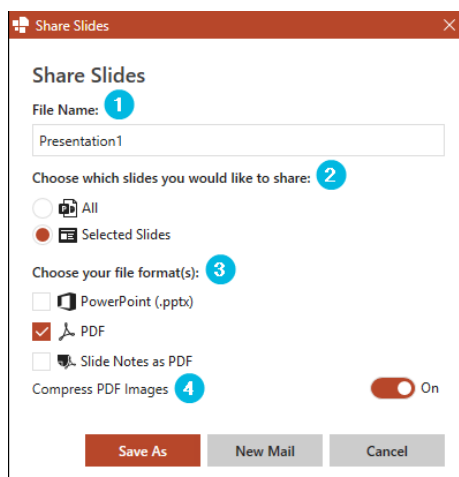 Share Slides
Share Slides
File Name: 1
Presentation1
Choose which slides you would like to share: 2
All
Selected Slides
Choose your file format(s): 3
PowerPoint (.pptx)
PDF
Slide Notes as PDF
Compress PDF Images 4 On
Save As New Mail Cancel